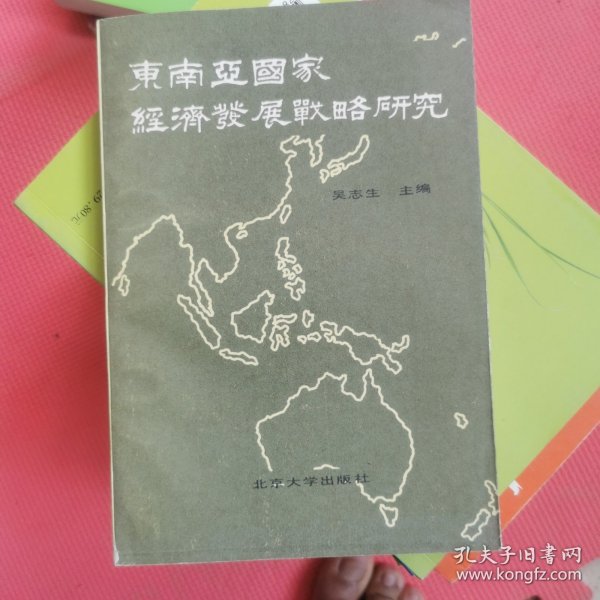 東南亞國家
經濟發展戰略研究
吴志生 主编
北京大学出版社
孔夫子旧書网
www.kongfz.com